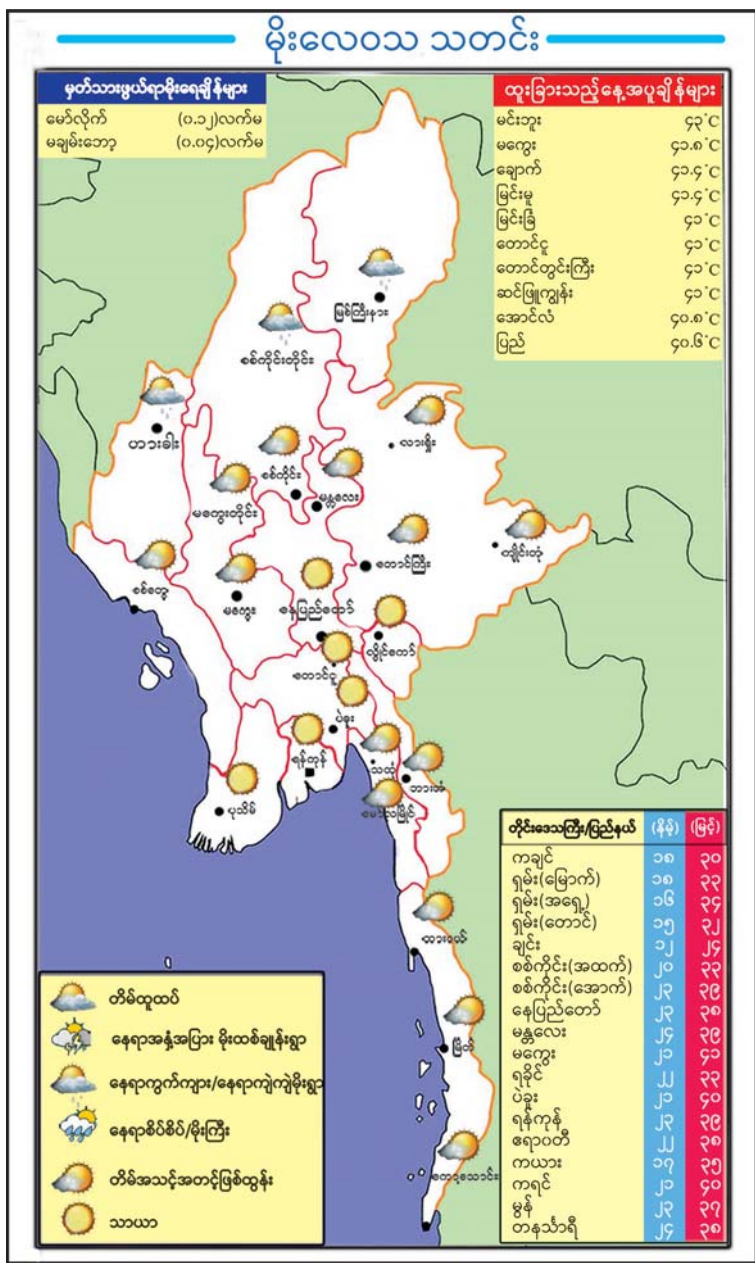 မိုးလေဝသ သတင်း
မှတ်သားဖွယ်ရာမိုးရေချိန်များ
မော်လိုက် (၀.၁၂)လက်မ
မချမ်းဘော့ (၀.၀၄)လက်မ
ထူးခြားသည့်နေ့အပူချိန်များ
မင်းဘူး ၄၃°C
မကွေး ၄၁.၈°C
ချောက် ၄၁.၄°C
မြင်းမူ ၄၁.၄°C
မြင်းခြံ ၄၁°C
တောင်ငူ ၄၁°C
တောင်တွင်းကြီး ၄၁°C
ဆင်ဖြူကျွန်း ၄၁°C
အောင်လံ ၄၀.၈°C
ပြည် ၄၀.၆°C
မြစ်ကြီးနား
စစ်ကိုင်းတိုင်း
ဟားခါး
လားရှိုး
စစ်ကိုင်း
မန္တလေး
မကွေးတိုင်း
ကျိုင်းတုံ
တောင်ကြီး
စစ်တွေ
မကွေး
နေပြည်တော်
လွိုင်ကော်
တောင်ငူ
ပဲခူး
ရန်ကုန်
သထုံ
ဘားအံ
ပုသိမ်
မော်လမြိုင်
ထားဝယ်
မြိတ်
ကော့သောင်း
တိမ်ထူထပ်
နေရာအနှံ့အပြား မိုးထစ်ချုန်းရွာ
နေရာကွက်ကျား/နေရာကျဲကျဲမိုးရွာ
နေရာစိပ်စိပ်/မိုးကြီး
တိမ်အသင့်အတင့်ဖြစ်ထွန်း
သာယာ
တိုင်းဒေသကြီး/ပြည်နယ် (နိမ့်) (မြင့်)
ကချင် ၁၈ ၃၀
ရှမ်း(မြောက်) ၁၈ ၃၃
ရှမ်း(အရှေ့) ၁၆ ၃၄
ရှမ်း(တောင်) ၁၅ ၃၂
ချင်း ၁၂ ၂၄
စစ်ကိုင်း(အထက်) ၂၀ ၃၃
စစ်ကိုင်း(အောက်) ၂၃ ၃၉
နေပြည်တော် ၂၃ ၃၈
မန္တလေး ၂၄ ၃၉
မကွေး ၂၁ ၄၁
ရခိုင် ၂၂ ၃၃
ပဲခူး ၂၁ ၄၀
ရန်ကုန် ၂၃ ၃၉
ဧရာဝတီ ၂၂ ၃၈
ကယား ၁၇ ၃၅
ကရင် ၂၁ ၄၀
မွန် ၂၃ ၃၇
တနင်္သာရီ ၂၄ ၃၈